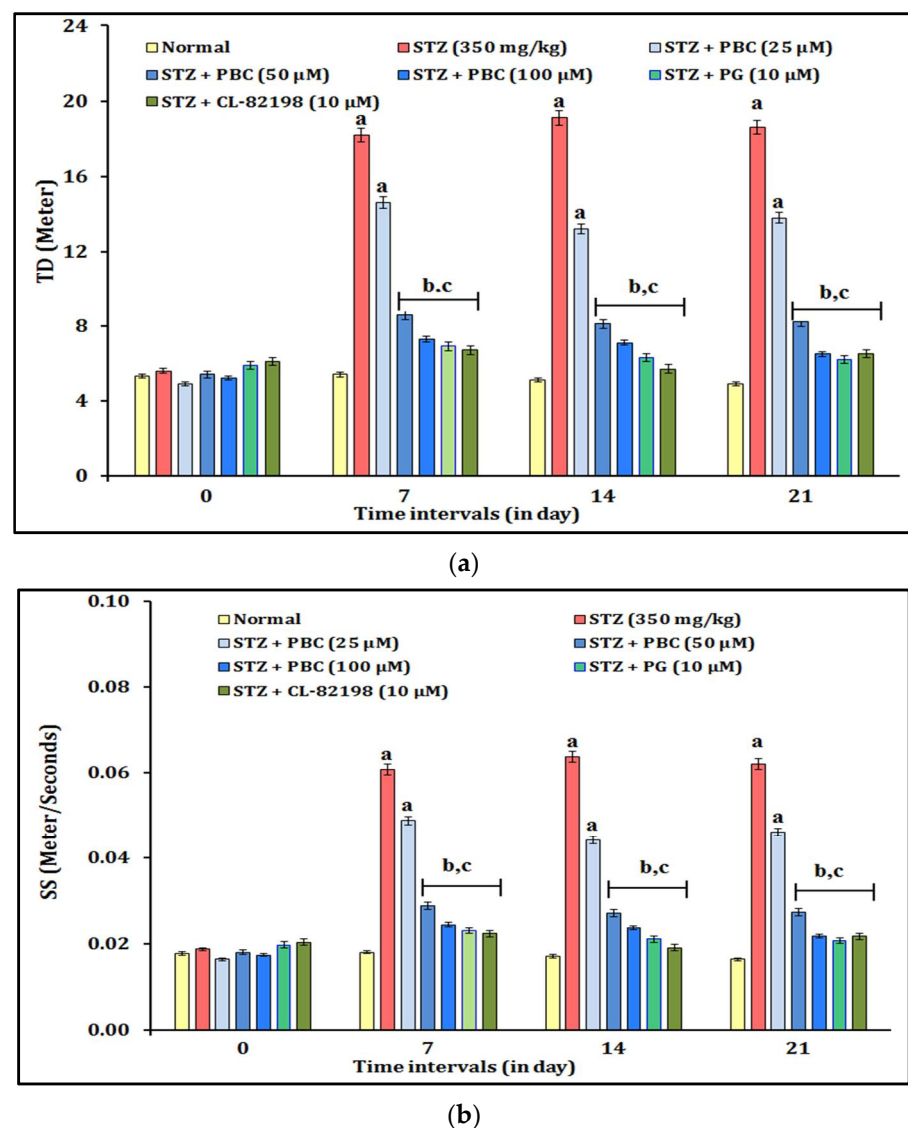 24
20
16
12
8
4
0
TD (Meter)
Normal STZ (350 mg/kg) STZ + PBC (25 µM)
STZ + PBC (50 µM) STZ + PBC (100 µM) STZ + PG (10 µM)
STZ + CL-82198 (10 µM)
a a a
a a a
b.c b,c b,c
0 7 14 21
Time intervals (in day)
(a)
0.10
0.08
0.06
0.04
0.02
0.00
SS (Meter/Seconds)
Normal STZ (350 mg/kg)
STZ + PBC (25 µM) STZ + PBC (50 µM)
STZ + PBC (100 µM) STZ + PG (10 µM)
STZ + CL-82198 (10 µM)
a a a
a a a
b,c b,c b,c
0 7 14 21
Time intervals (in day)
(b)